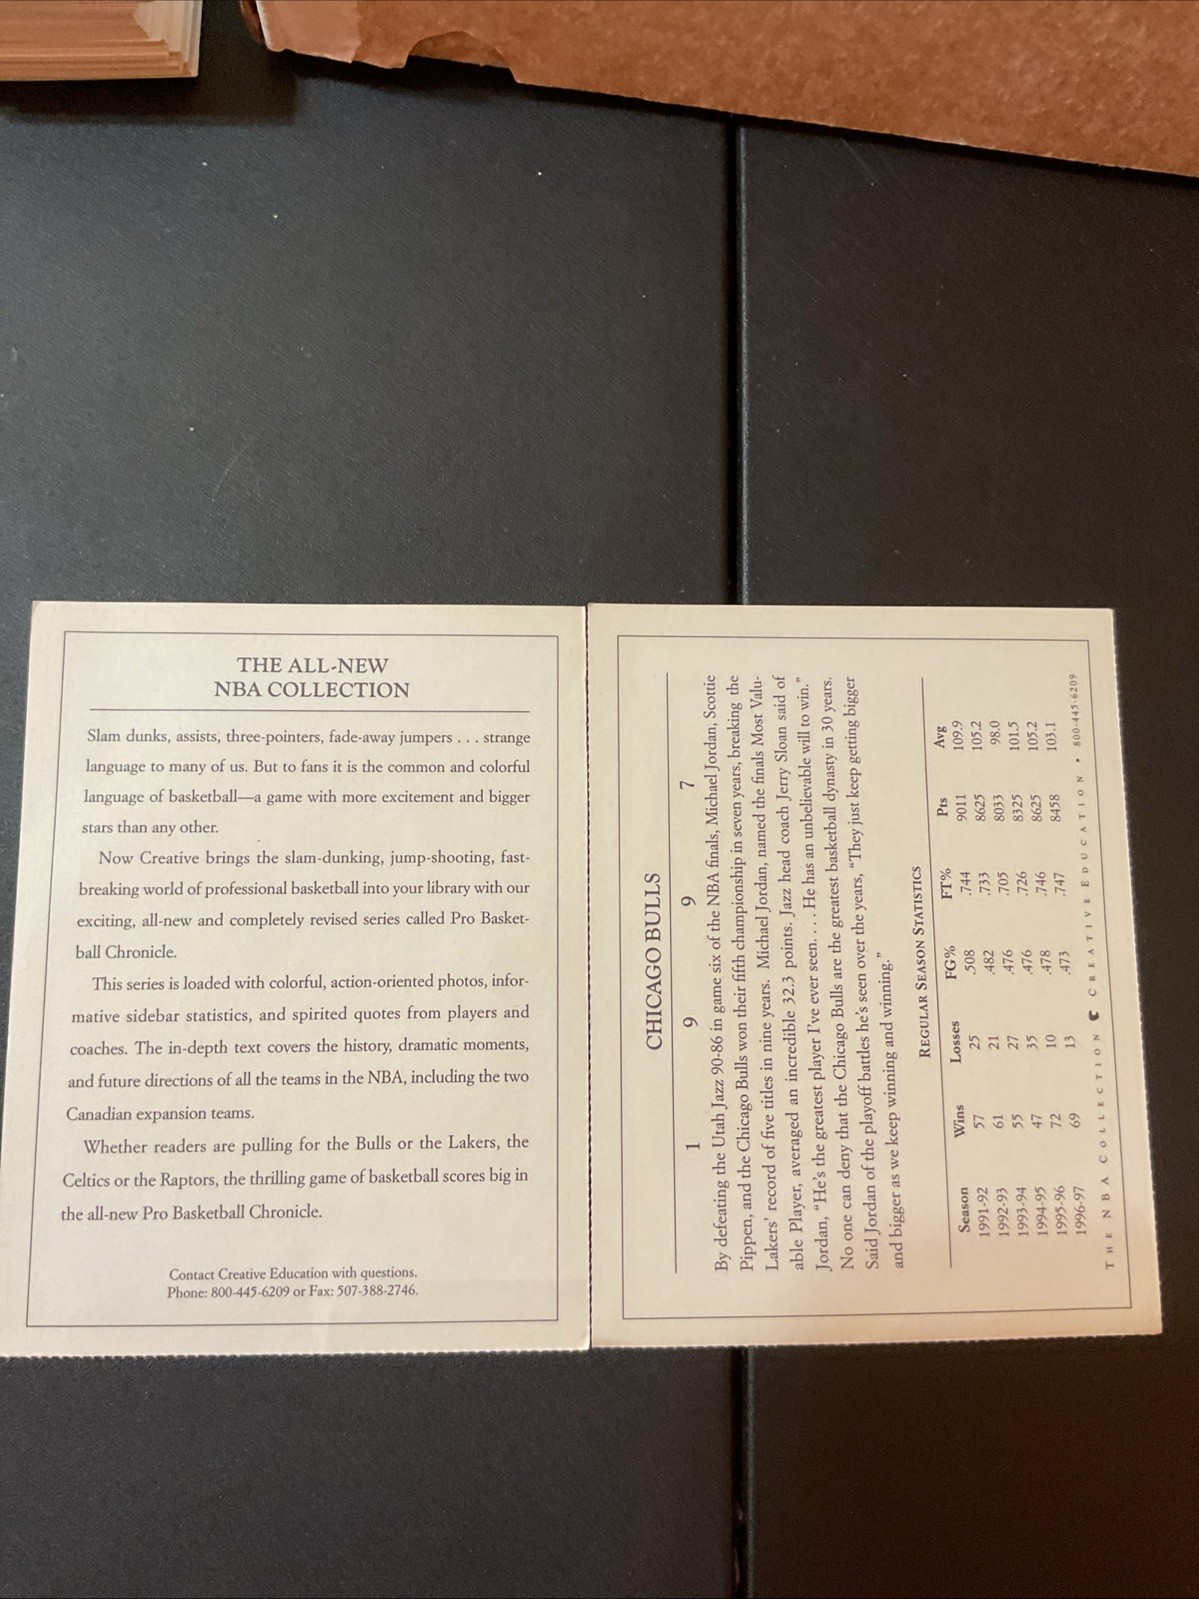 THE ALL-NEW
NBA COLLECTION
Slam dunks, assists, three-pointers, fade-away jumpers . . . strange
language to many of us. But to fans it is the common and colorful
language of basketball—a game with more excitement and bigger
stars than any other.
Now Creative brings the slam-dunking, jump-shooting, fast-
breaking world of professional basketball into your library with our
exciting, all-new and completely revised series called Pro Basket-
ball Chronicle.
This series is loaded with colorful, action-oriented photos, infor-
mative sidebar statistics, and spirited quotes from players and
coaches. The in-depth text covers the history, dramatic moments,
and future directions of all the teams in the NBA, including the two
Canadian expansion teams.
Whether readers are pulling for the Bulls or the Lakers, the
Celtics or the Raptors, the thrilling game of basketball scores big in
the all-new Pro Basketball Chronicle.
Contact Creative Education with questions.
Phone: 800-445-6209 or Fax: 507-388-2746.
CHICAGO BULLS
1 9 9 7
By defeating the Utah Jazz 90-86 in game six of the NBA finals, Michael Jordan, Scottie
Pippen, and the Chicago Bulls won their fifth championship in seven years, breaking the
Lakers' record of five titles in nine years. Michael Jordan, named the finals Most Valu-
able Player, averaged an incredible 32.3 points. Jazz head coach Jerry Sloan said of
Jordan, "He's the greatest player I've ever seen. . . . He has an unbelievable will to win."
No one can deny that the Chicago Bulls are the greatest basketball dynasty in 30 years.
Said Jordan of the playoff battles he's seen over the years, "They just keep getting bigger
and bigger as we keep winning and winning."
REGULAR SEASON STATISTICS
Season Wins Losses FG% FT% Pts Avg
1991-92 57 25 .508 .744 9011 109.9
1992-93 61 21 .482 .733 8625 105.2
1993-94 55 27 .476 .705 8033 98.0
1994-95 47 35 .476 .726 8325 101.5
1995-96 72 10 .478 .746 8625 105.2
1996-97 69 13 .473 .747 8458 103.1
THE NBA COLLECTION CREATIVE EDUCATION • 800-445-6209